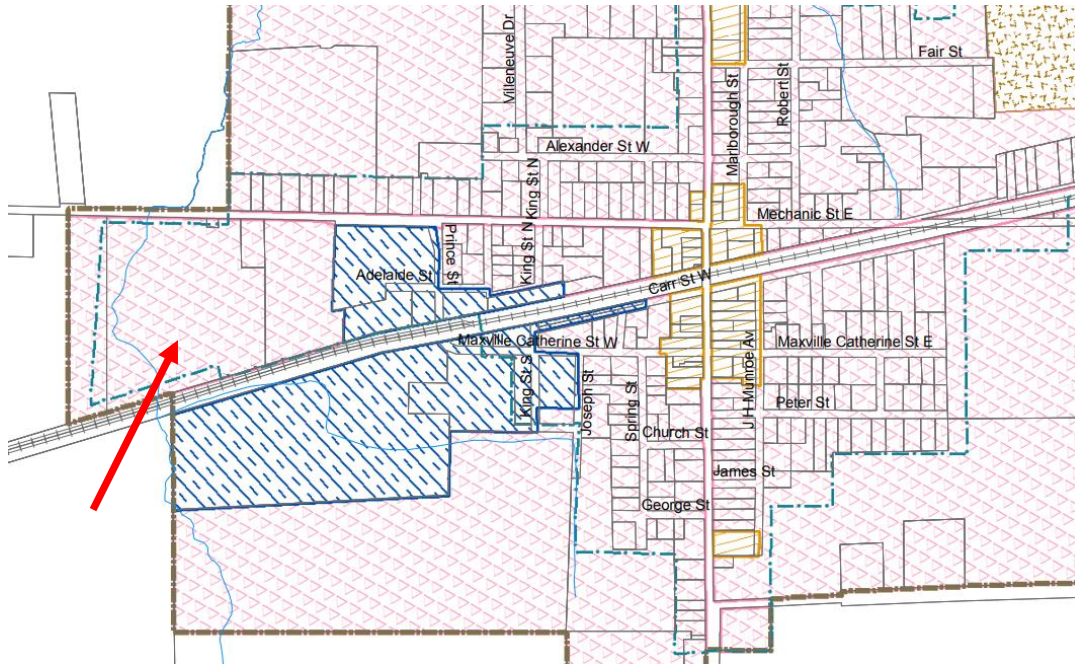 Fair St
Villeneuve Dr
Marlborough St
Robert St
Alexander St W
King St N
Mechanic St E
Prince St
King St N
Adelaide St
Carr St W
Maxville Catherine St W
Maxville Catherine St E
King St S
Joseph St
Spring St
J H Munroe Av
Peter St
Church St
James St
George St